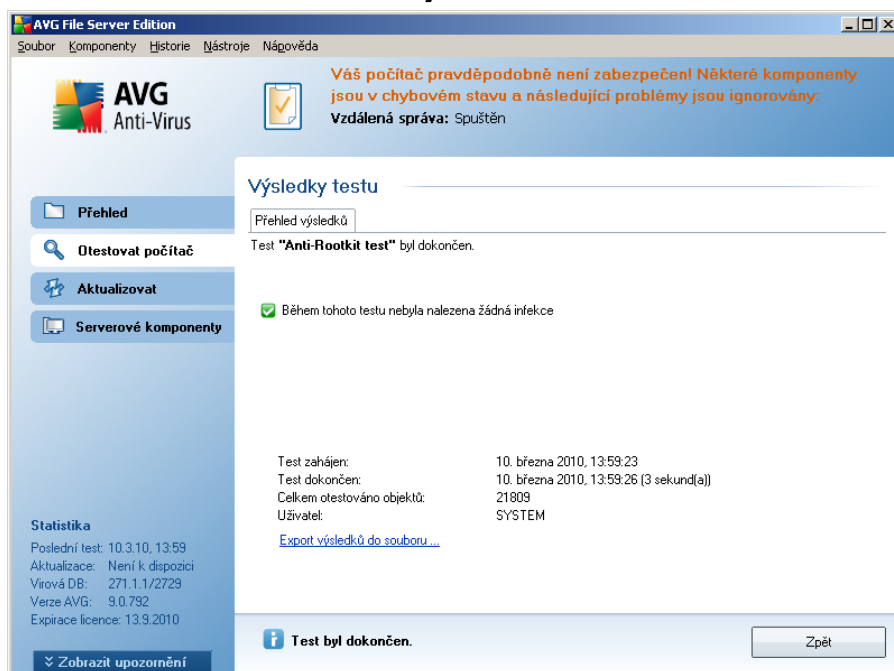 AVG File Server Edition
Soubor Komponenty Historie Nástroje Nápověda
AVG
Anti-Virus
Váš počítač pravděpodobně není zabezpečen! Některé komponenty
jsou v chybovém stavu a následující problémy jsou ignorovány:
Vzdálená správa: Spuštěn
Přehled
Otestovat počítač
Aktualizovat
Serverové komponenty
Výsledky testu
Přehled výsledků
Test "Anti-Rootkit test" byl dokončen.
Během tohoto testu nebyla nalezena žádná infekce
Test zahájen: 10. března 2010, 13:59:23
Test dokončen: 10. března 2010, 13:59:26 (3 sekund(a))
Celkem otestováno objektů: 21809
Uživatel: SYSTEM
Export výsledků do souboru ...
Statistika
Poslední test: 10.3.10, 13:59
Aktualizace: Není k dispozici
Virová DB: 271.1.1/2729
Verze AVG: 9.0.792
Expirace licence: 13.9.2010
Zobrazit upozornění
Test byl dokončen.
Zpět